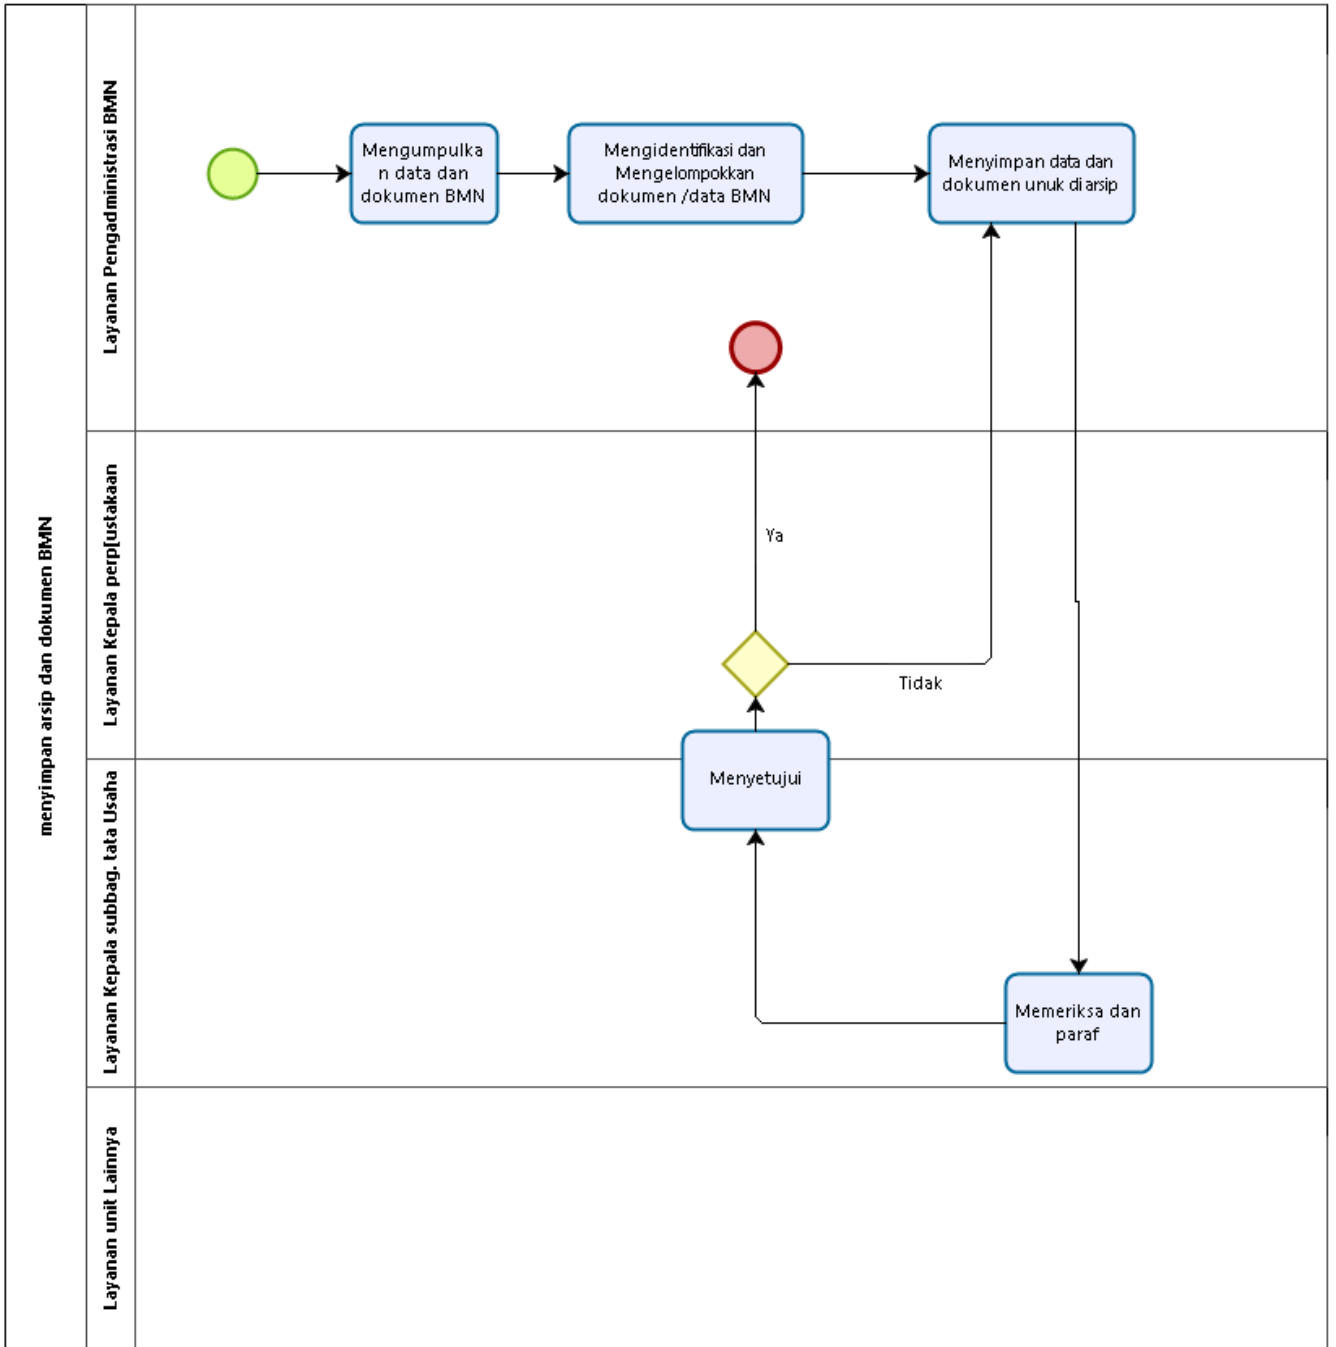 menyimpan arsip dan dokumen BMN
Layanan Pengadministrasi BMN
Mengumpulka
n data dan
dokumen BMN
Mengidentifikasi dan
Mengelompokkan
dokumen /data BMN
Menyimpan data dan
dokumen unuk di arsip
Layanan Kepala perp[ustakaan
Ya
Tidak
Menyetujui
Layanan Kepala subbag. tata Usaha
Memeriksa dan
paraf
Layanan unit Lainnya